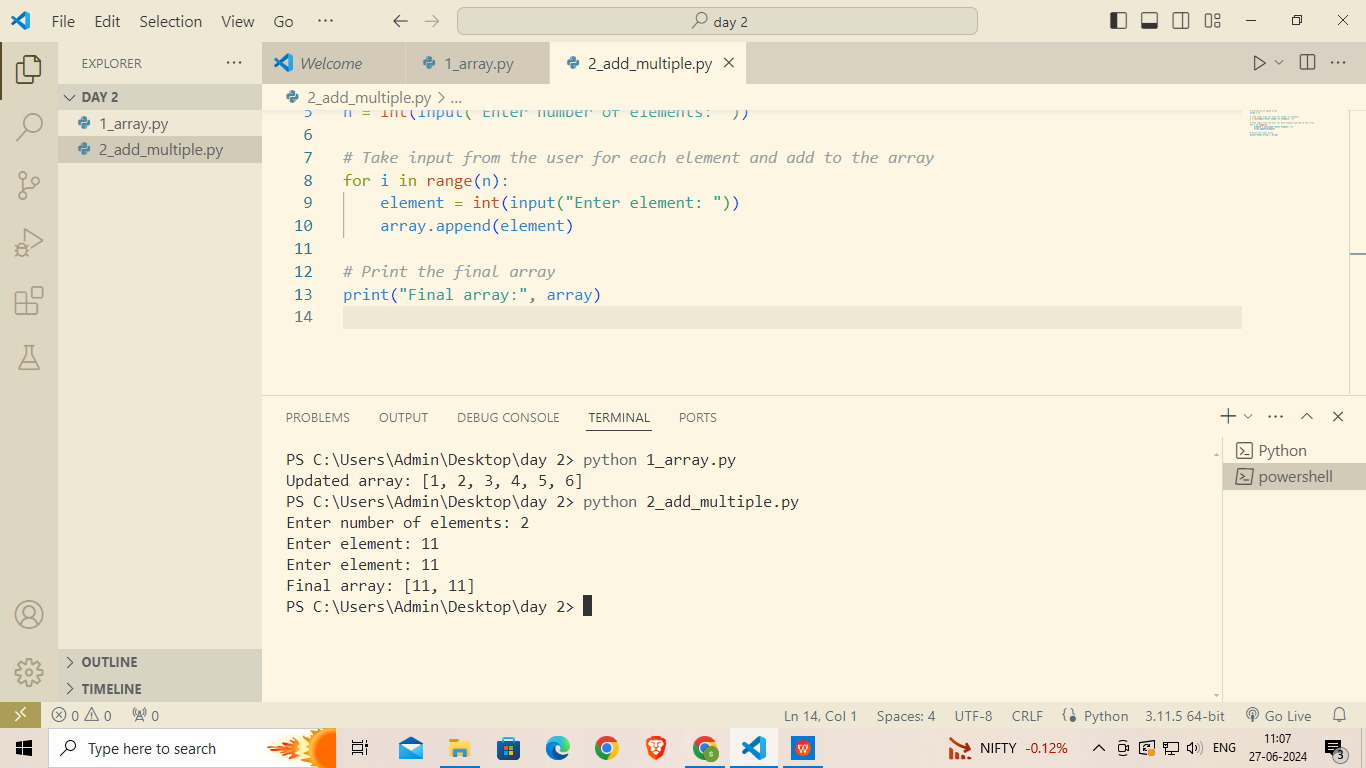 File Edit Selection View Go ··· day 2
EXPLORER ···
Welcome 1_array.py 2_add_multiple.py
DAY 2
1_array.py
2_add_multiple.py
2_add_multiple.py > ...
5 n = int(input("Enter number of elements: "))
6
7 # Take input from the user for each element and add to the array
8 for i in range(n):
9 element = int(input("Enter element: "))
10 array.append(element)
11
12 # Print the final array
13 print("Final array:", array)
14
PROBLEMS OUTPUT DEBUG CONSOLE TERMINAL PORTS
PS C:\Users\Admin\Desktop\day 2> python 1_array.py
Updated array: [1, 2, 3, 4, 5, 6]
PS C:\Users\Admin\Desktop\day 2> python 2_add_multiple.py
Enter number of elements: 2
Enter element: 11
Enter element: 11
Final array: [11, 11]
PS C:\Users\Admin\Desktop\day 2>
Python
powershell
OUTLINE
TIMELINE
0 0 0 Ln 14, Col 1 Spaces: 4 UTF-8 CRLF Python 3.11.5 64-bit Go Live
Type here to search NIFTY -0.12% ENG 11:07
27-06-2024 3